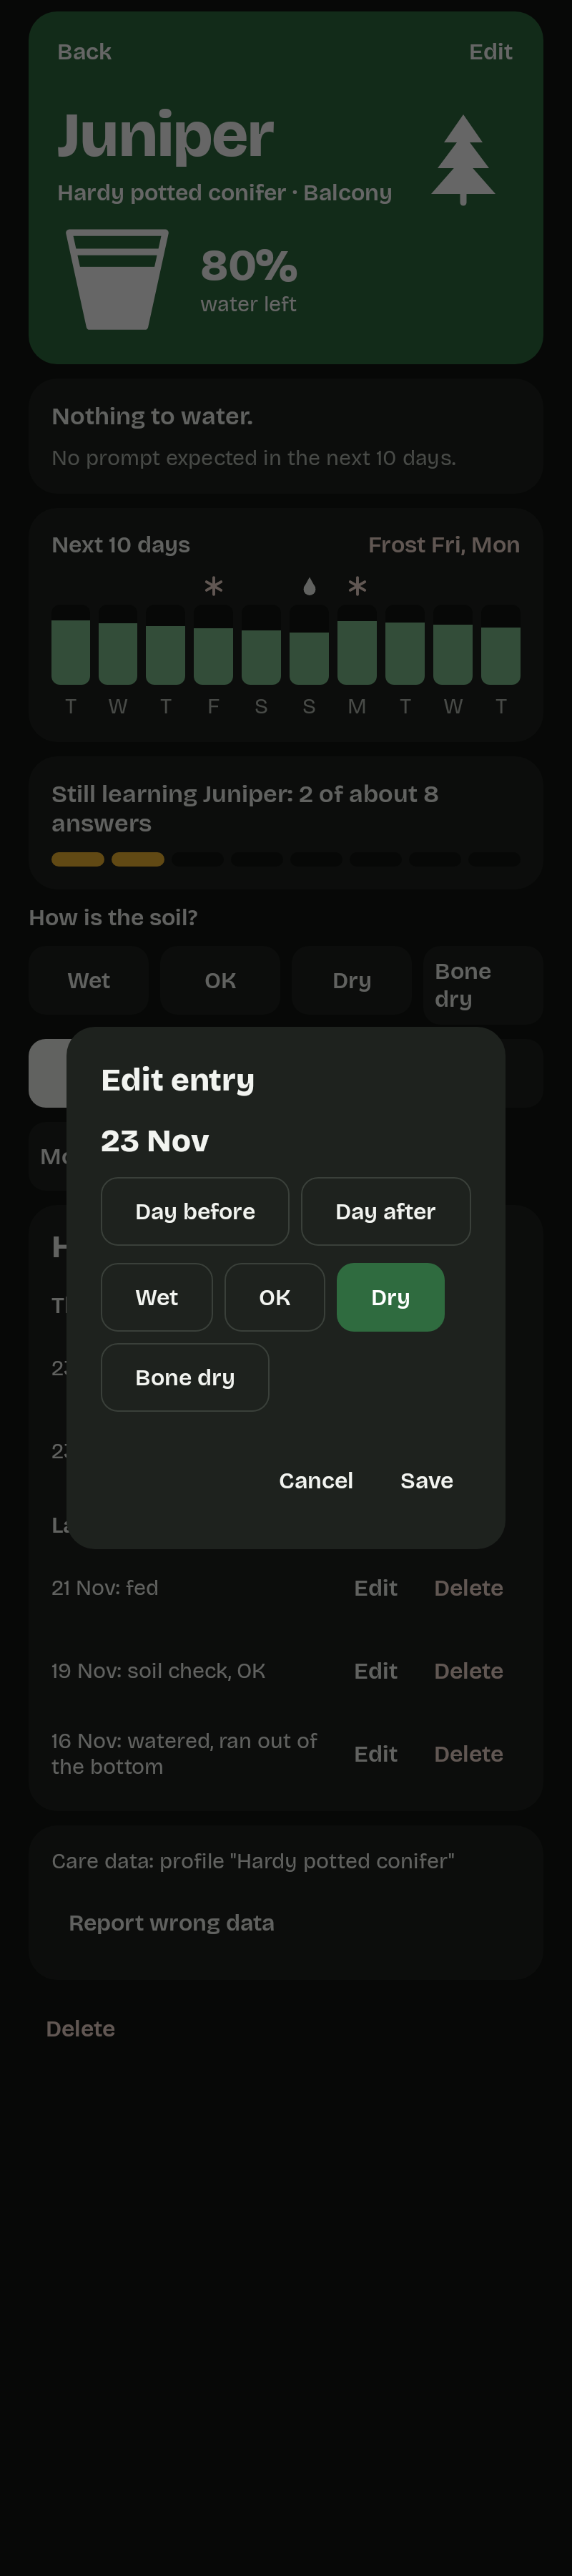 Back
Edit
Juniper
Hardy potted conifer · Balcony
80%
water left
Nothing to water.
No prompt expected in the next 10 days.
Next 10 days
Frost Fri, Mon
T W T F S S M T W T
Still learning Juniper: 2 of about 8
answers
How is the soil?
Wet
OK
Dry
Bone
dry
Edit entry
23 Nov
Day before
Day after
Wet
OK
Dry
Bone dry
Cancel
Save
21 Nov: fed
Edit
Delete
19 Nov: soil check, OK
Edit
Delete
16 Nov: watered, ran out of
the bottom
Edit
Delete
Care data: profile "Hardy potted conifer"
Report wrong data
Delete